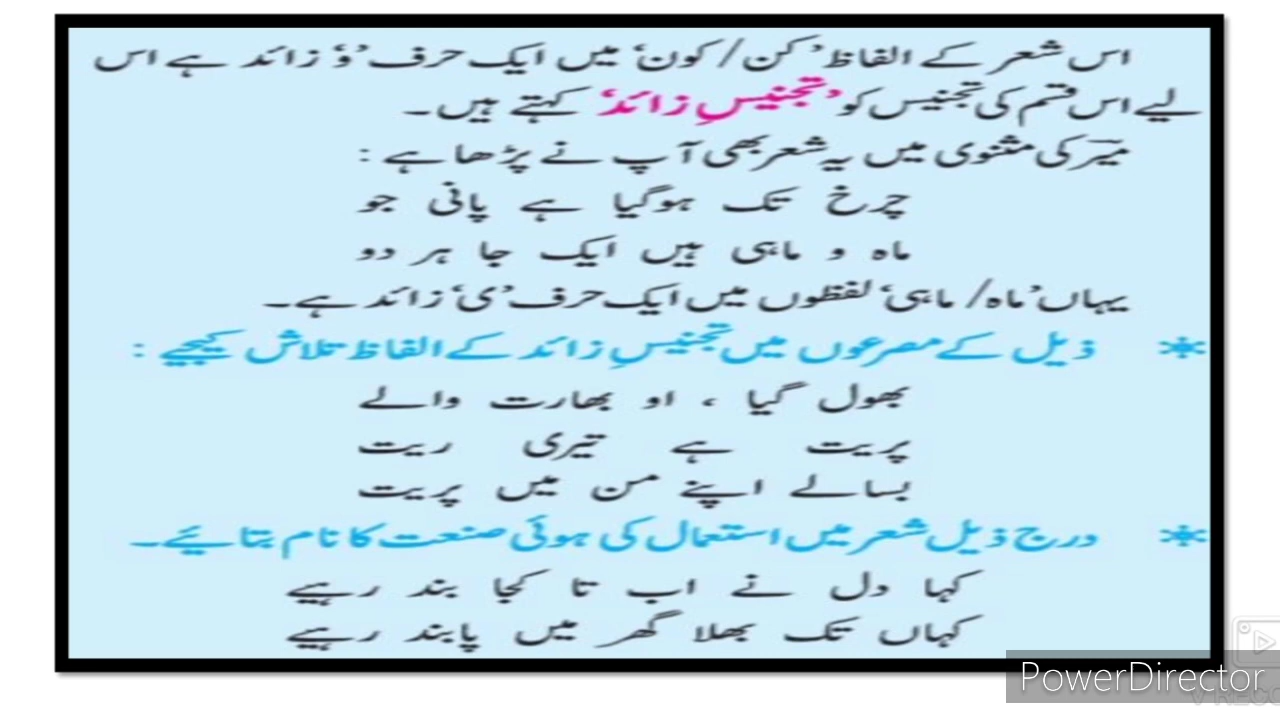 اس شعر کے الفاظ ’کن/کون‘ میں ایک حرف ’و‘ زائد ہے اس
لیے اس قسم کی تجنیس کو ’تجنیسِ زائد‘ کہتے ہیں۔
میرؔ کی مثنوی میں یہ شعر بھی آپ نے پڑھا ہے :
چرخ تک ہوگیا ہے پانی جو
ماہ و ماہی ہیں ایک جا ہر دو
یہاں ’ماہ/ماہی‘ لفظوں میں ایک حرف ’ی‘ زائد ہے۔
* ذیل کے مصرعوں میں تجنیسِ زائد کے الفاظ تلاش کیجیے :
بھول گیا ، او بھارت والے
پریت ہے تیری ریت
بسالے اپنے من میں پریت
* درج ذیل شعر میں استعمال کی ہوئی صنعت کا نام بتائیے۔
کہا دل نے اب تا کجا بند رہیے
کہاں تک بھلا گھر میں پابند رہیے
PowerDirector